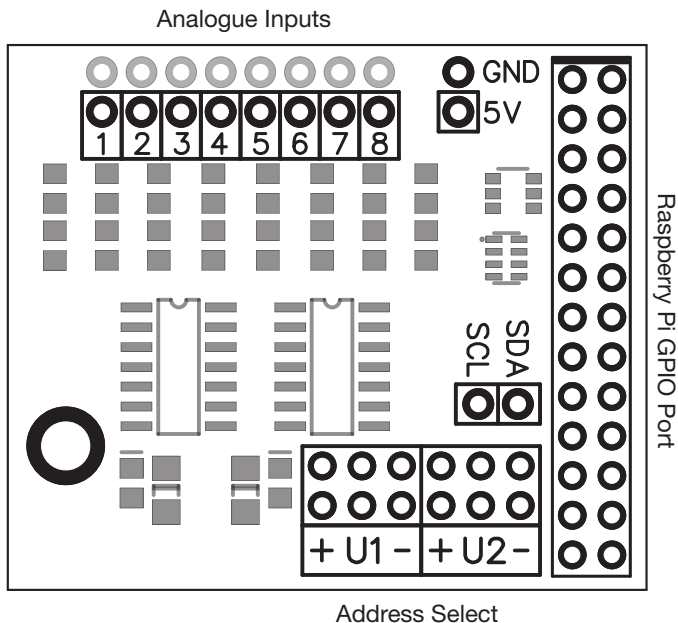 Analogue Inputs
GND
5V
1 2 3 4 5 6 7 8
Raspberry Pi GPIO Port
SCL
SDA
+ U1 - + U2 -
Address Select